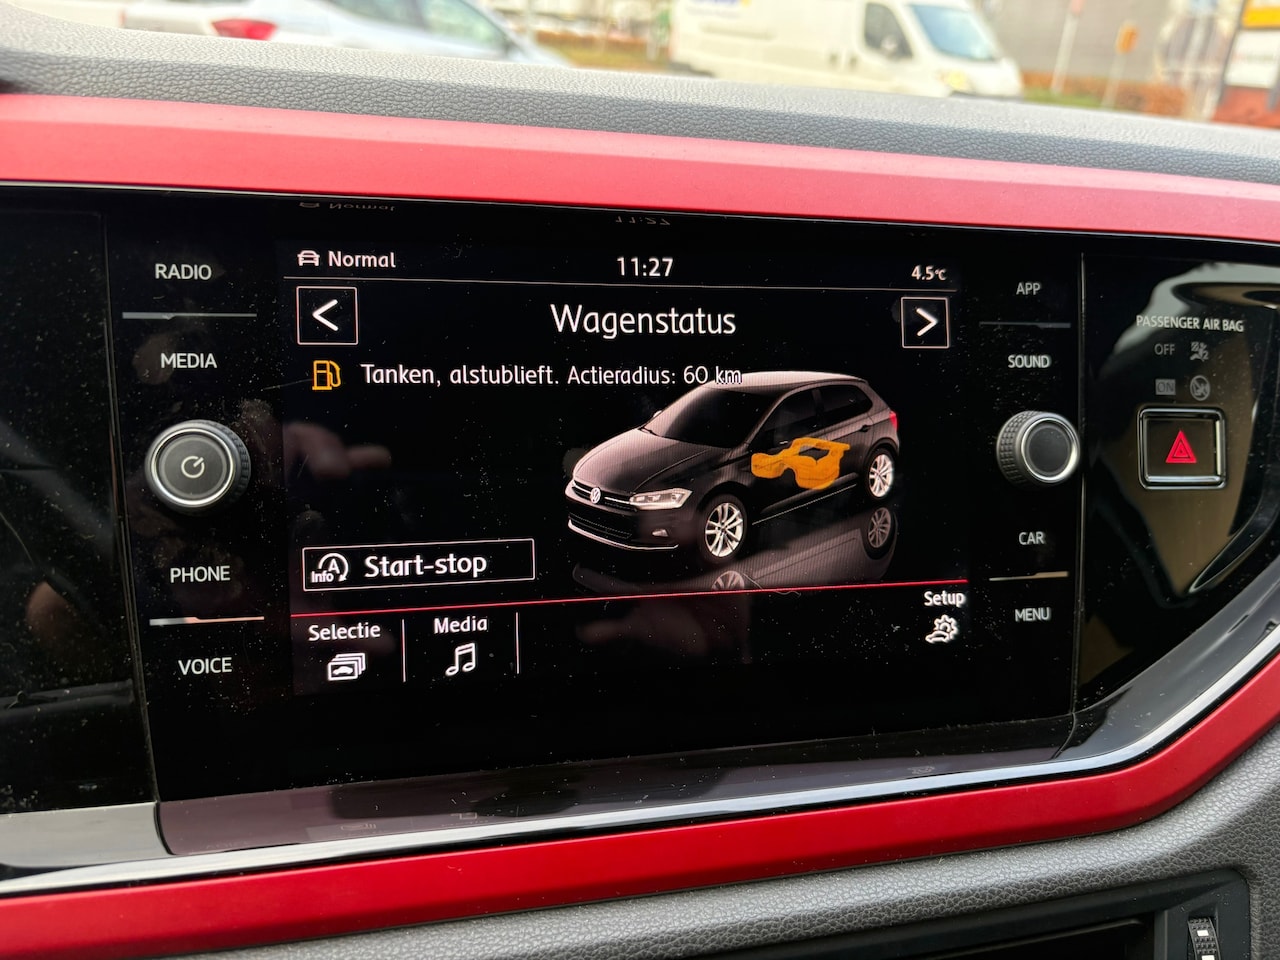 RADIO
MEDIA
PHONE
VOICE
Normal
11:27
4.5°C
Wagenstatus
Tanken, alstublieft. Actieradius: 60 km
Info A
Start-stop
Selectie
Media
Setup
APP
SOUND
CAR
MENU
PASSENGER AIR BAG
OFF
ON